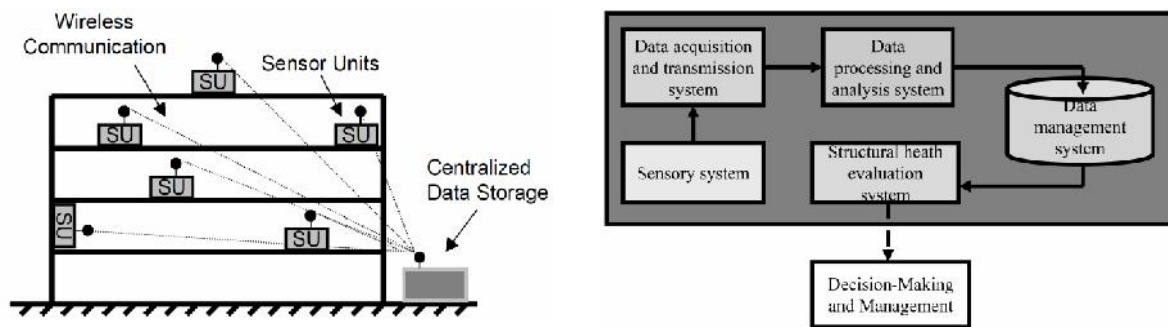 Wireless
Communication
Sensor Units
SU
SU
SU
SU
Centralized
Data Storage
SU
SU
Data acquisition
and transmission
system
Data
processing and
analysis system
Data
management
system
Sensory system
Structural heath
evaluation
system
Decision-Making
and Management